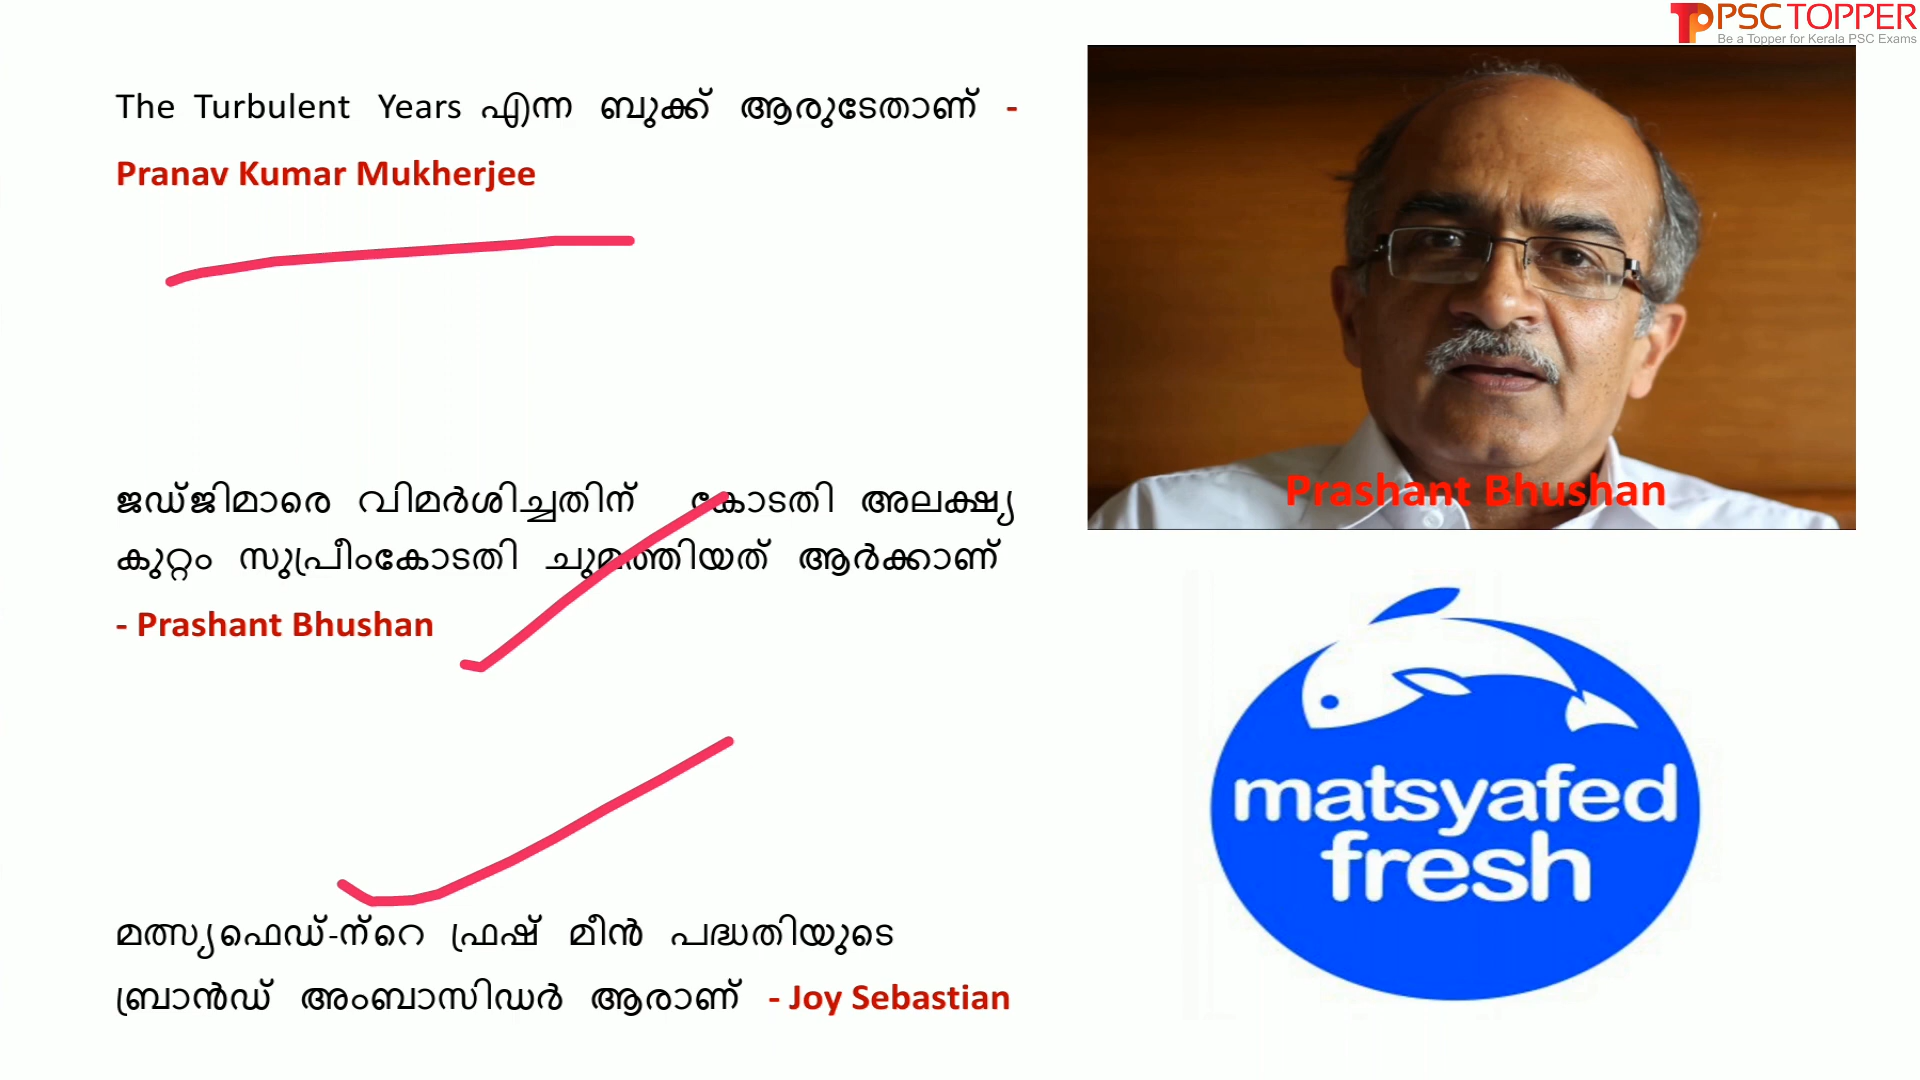 PSC TOPPER
Be a Topper for Kerala PSC Exams
The Turbulent Years എന്ന ബുക്ക് ആരുടേതാണ് -
Pranav Kumar Mukherjee
ജഡ്ജിമാരെ വിമർശിച്ചതിന് കോടതി അലക്ഷ്യ
കുറ്റം സുപ്രീംകോടതി ചുമത്തിയത് ആർക്കാണ്
- Prashant Bhushan
മത്സ്യഫെഡ്-ന്റെ ഫ്രഷ് മീൻ പദ്ധതിയുടെ
ബ്രാൻഡ് അംബാസിഡർ ആരാണ് - Joy Sebastian
Prashant Bhushan
matsyafed
fresh